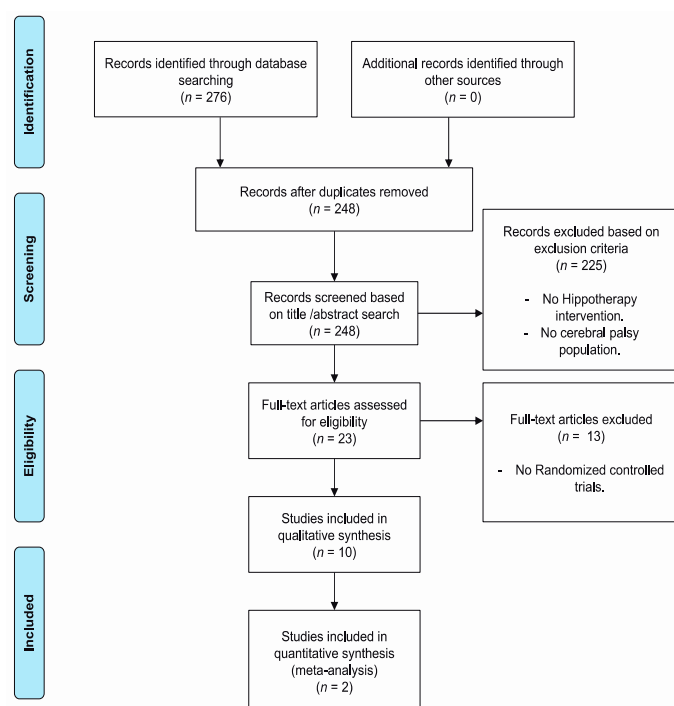 Identification
Records identified through database
searching
(n = 276)
Additional records identified through
other sources
(n = 0)
Records after duplicates removed
(n = 248)
Screening
Records screened based
on title /abstract search
(n = 248)
Records excluded based on
exclusion criteria
(n = 225)
- No Hippotherapy
intervention.
- No cerebral palsy
population.
Eligibility
Full-text articles assessed
for eligibility
(n = 23)
Full-text articles excluded
(n = 13)
- No Randomized controlled
trials.
Studies included in
qualitative synthesis
(n = 10)
Included
Studies included in
quantitative synthesis
(meta-analysis)
(n = 2)